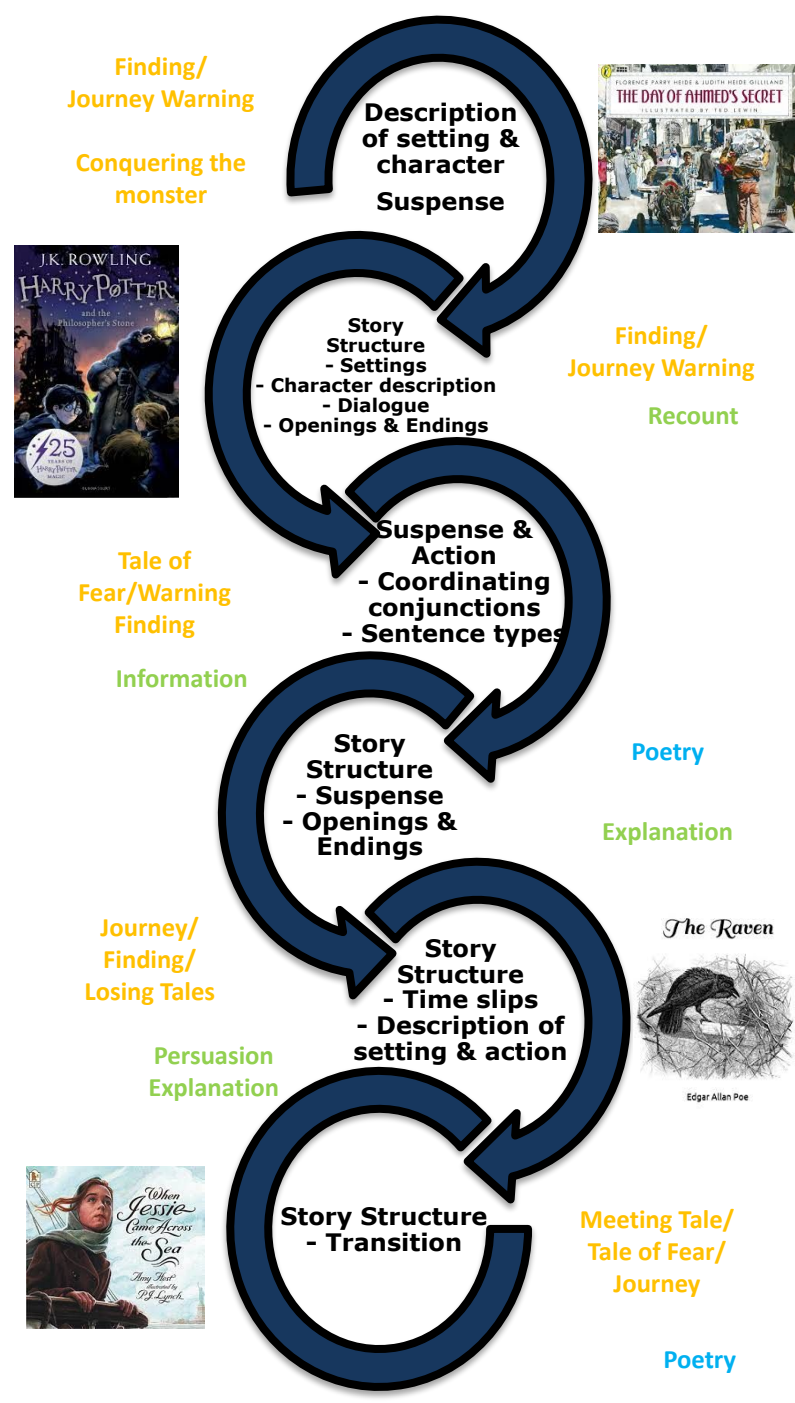 Finding/
Journey Warning
Conquering the
monster
Description
of setting &
character
Suspense
FLORENCE PARRY HEIDE & JUDITH HEIDE GILLILAND
THE DAY OF AHMED'S SECRET
ILLUSTRATED BY TED LEWIN
J.K. ROWLING
HARRY POTTER
and the
Philosopher's Stone
25
YEARS OF
HARRY POTTER
MAGIC
Story
Structure
- Settings
- Character description
- Dialogue
- Openings & Endings
Finding/
Journey Warning
Recount
Suspense &
Action
- Coordinating
conjunctions
- Sentence types
Tale of
Fear/Warning
Finding
Information
Story
Structure
- Suspense
- Openings &
Endings
Poetry
Explanation
Journey/
Finding/
Losing Tales
Persuasion
Explanation
Story
Structure
- Time slips
- Description of
setting & action
The Raven
Edgar Allan Poe
When
Jessie
Came Across
the Sea
Amy Hest
illustrated by
P.J. Lynch
Story Structure
- Transition
Meeting Tale/
Tale of Fear/
Journey
Poetry